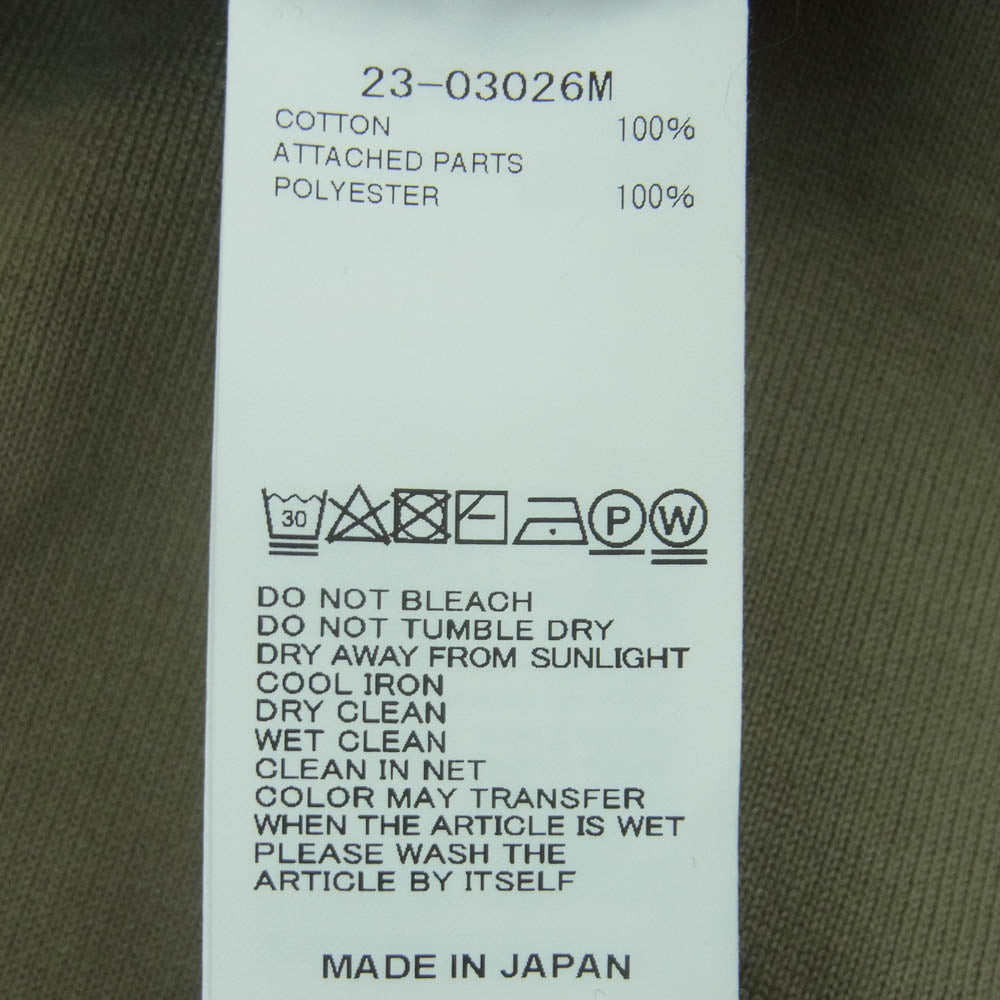 23-03026M
COTTON 100%
ATTACHED PARTS
POLYESTER 100%
30 P W
DO NOT BLEACH
DO NOT TUMBLE DRY
DRY AWAY FROM SUNLIGHT
COOL IRON
DRY CLEAN
WET CLEAN
CLEAN IN NET
COLOR MAY TRANSFER
WHEN THE ARTICLE IS WET
PLEASE WASH THE
ARTICLE BY ITSELF
MADE IN JAPAN